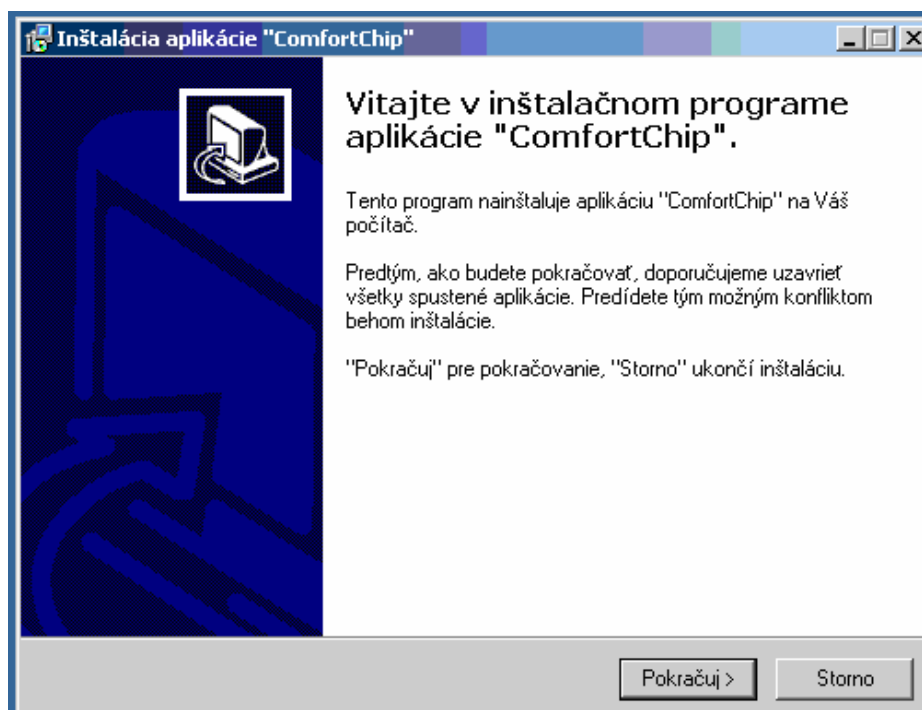 Inštalácia aplikácie "ComfortChip"
Vitajte v inštalačnom programe
aplikácie "ComfortChip".
Tento program nainštaluje aplikáciu "ComfortChip" na Váš
počítač.
Predtým, ako budete pokračovať, doporučujeme uzavrieť
všetky spustené aplikácie. Predídete tým možným konfliktom
behom inštalácie.
"Pokračuj" pre pokračovanie, "Storno" ukončí inštaláciu.
Pokračuj >
Storno